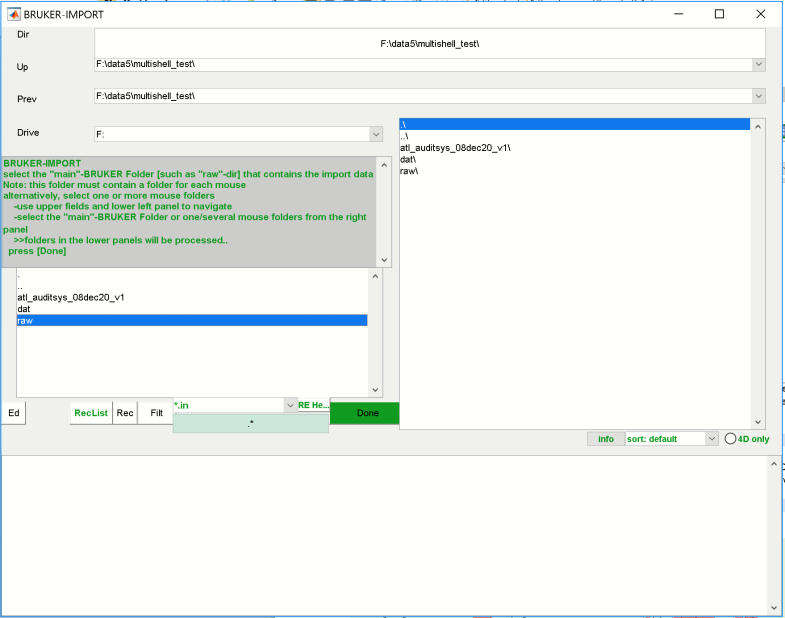 BRUKER-IMPORT
Dir
F:\data5\multishell_test\
Up
F:\data5\multishell_test\
Prev
F:\data5\multishell_test\
Drive
F:
.\
..\
atl_auditsys_08dec20_v1\
dat\
raw\
BRUKER-IMPORT
select the "main"-BRUKER Folder [such as "raw"-dir] that contains the import data
Note: this folder must contain a folder for each mouse
alternatively, select one or more mouse folders
-use upper fields and lower left panel to navigate
-select the "main"-BRUKER Folder or one/several mouse folders from the right
panel
>>folders in the lower panels will be processed..
press [Done]
.
..
atl_auditsys_08dec20_v1
dat
raw
Ed
RecList
Rec
Filt
*.in
RE He...
Done
.*
info
sort: default
4D only